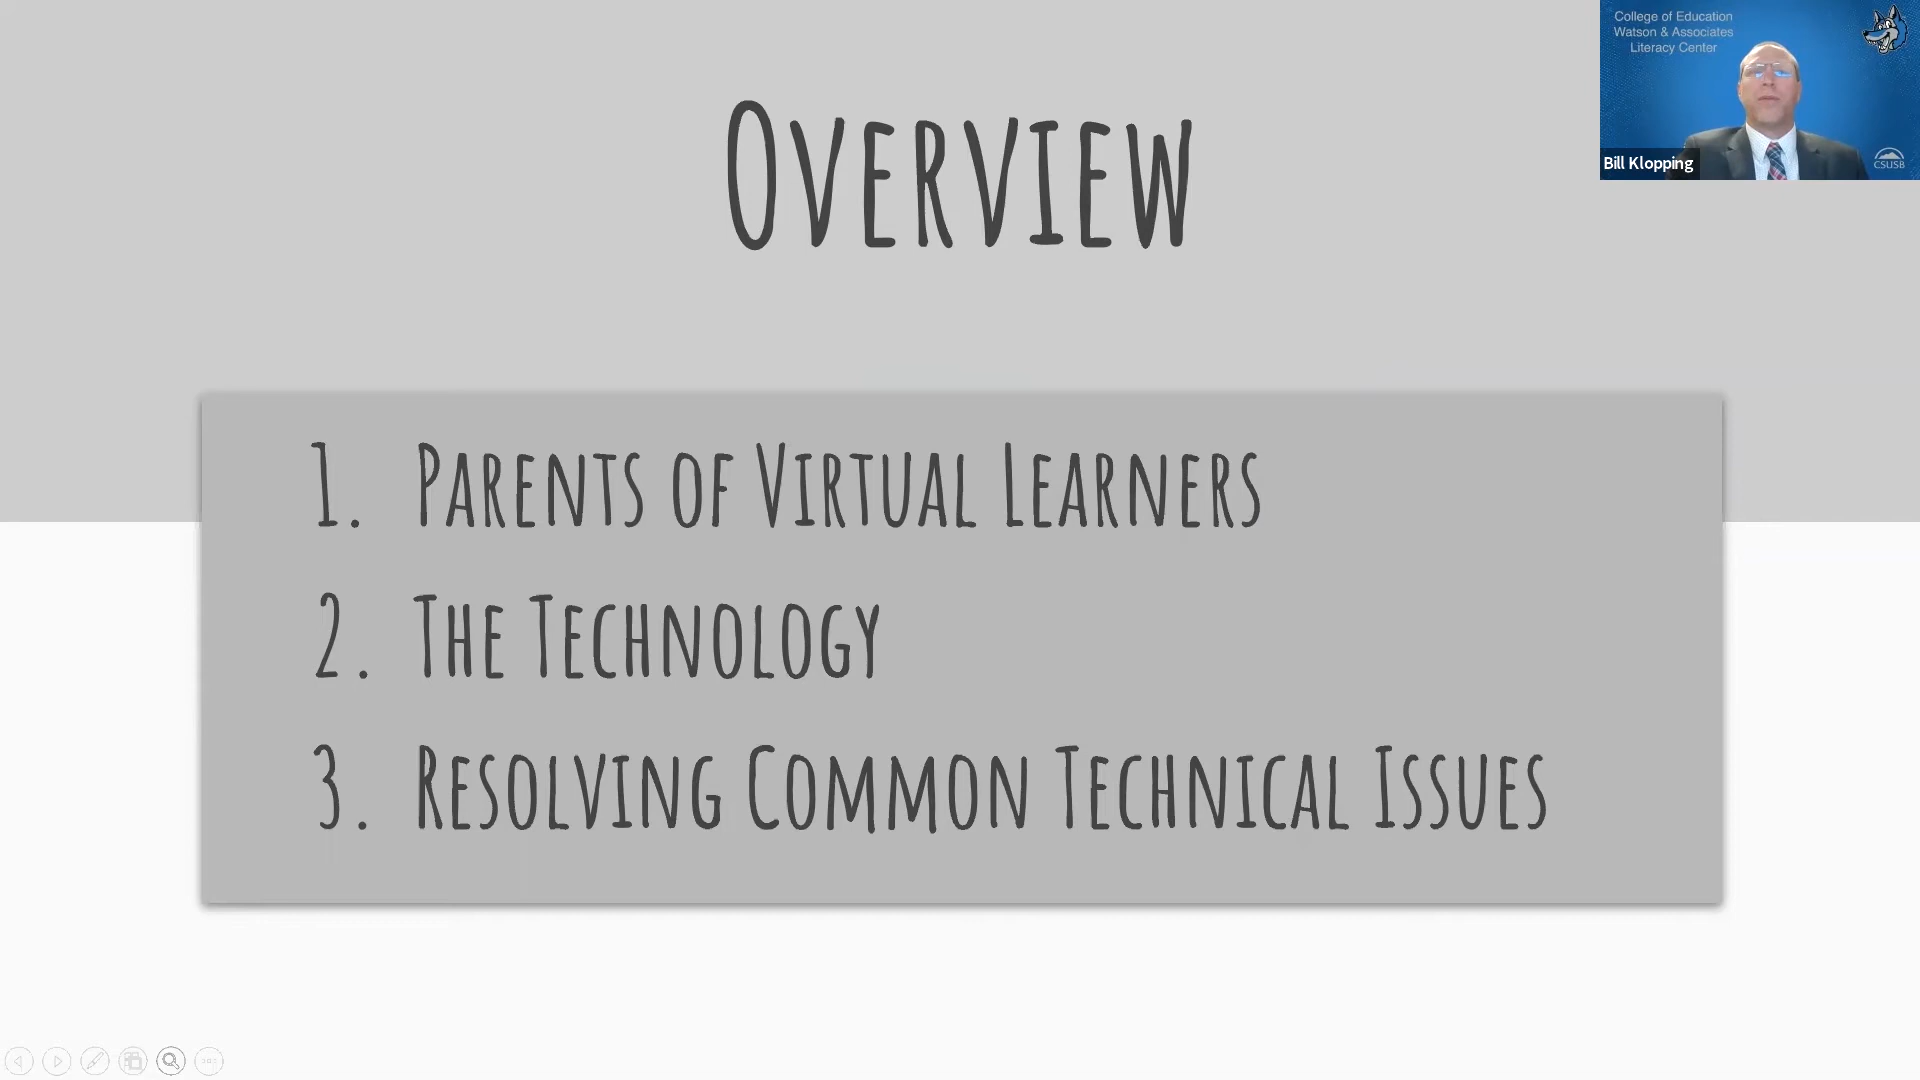 College of Education
Watson & Associates
Literacy Center
Overview
Bill Klopping
CSUSB
1. Parents of Virtual Learners
2. The Technology
3. Resolving Common Technical Issues